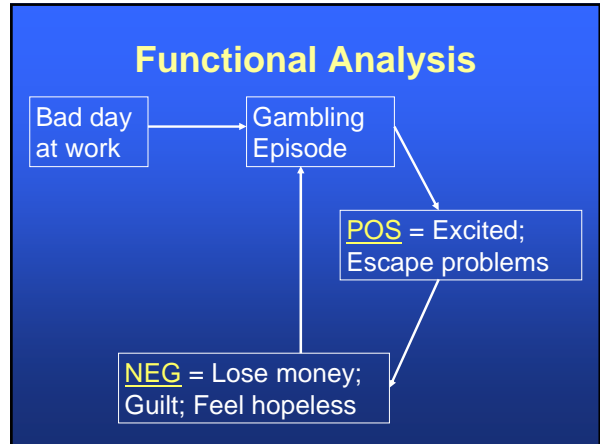 Functional Analysis
Bad day
at work
Gambling
Episode
POS = Excited;
Escape problems
NEG = Lose money;
Guilt; Feel hopeless